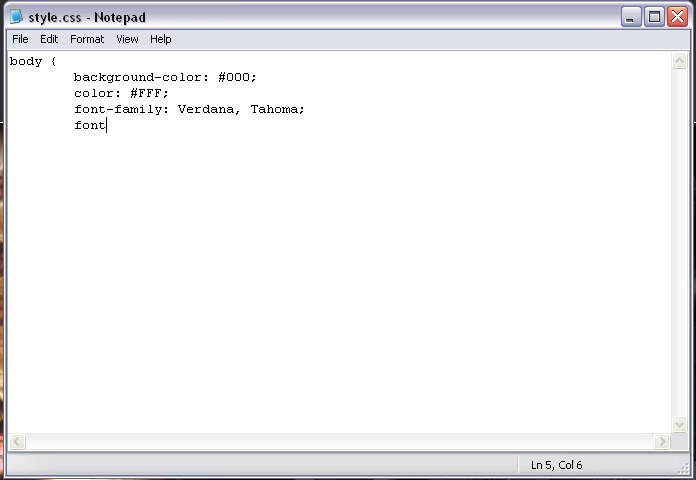 style.css - Notepad
File Edit Format View Help
body {
        background-color: #000;
        color: #FFF;
        font-family: Verdana, Tahoma;
        font
Ln 5, Col 6